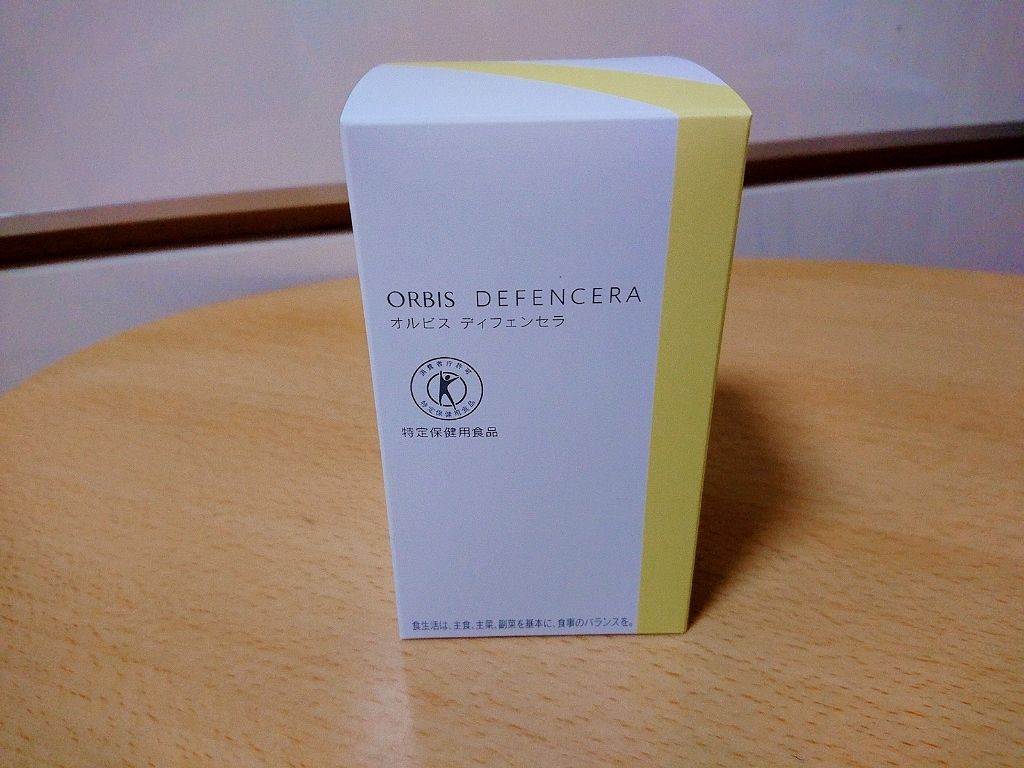 ORBIS DEFENCERA
オルビス ディフェンセラ
消費者庁許可
特定保健用食品
特定保健用食品
食生活は、主食、主菜、副菜を基本に、食事のバランスを。